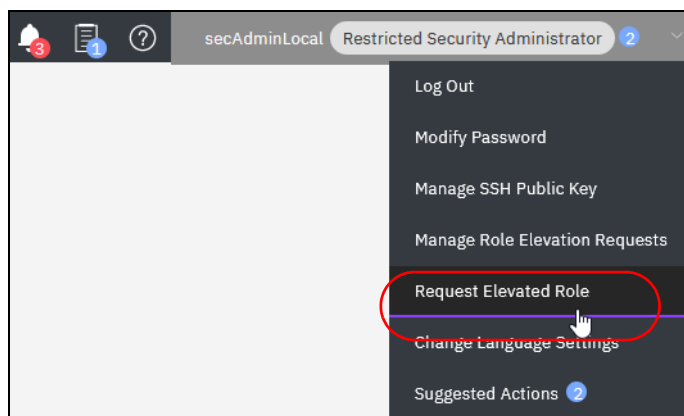 3 1 ? secAdminLocal Restricted Security Administrator 2
Log Out
Modify Password
Manage SSH Public Key
Manage Role Elevation Requests
Request Elevated Role
Change Language Settings
Suggested Actions 2